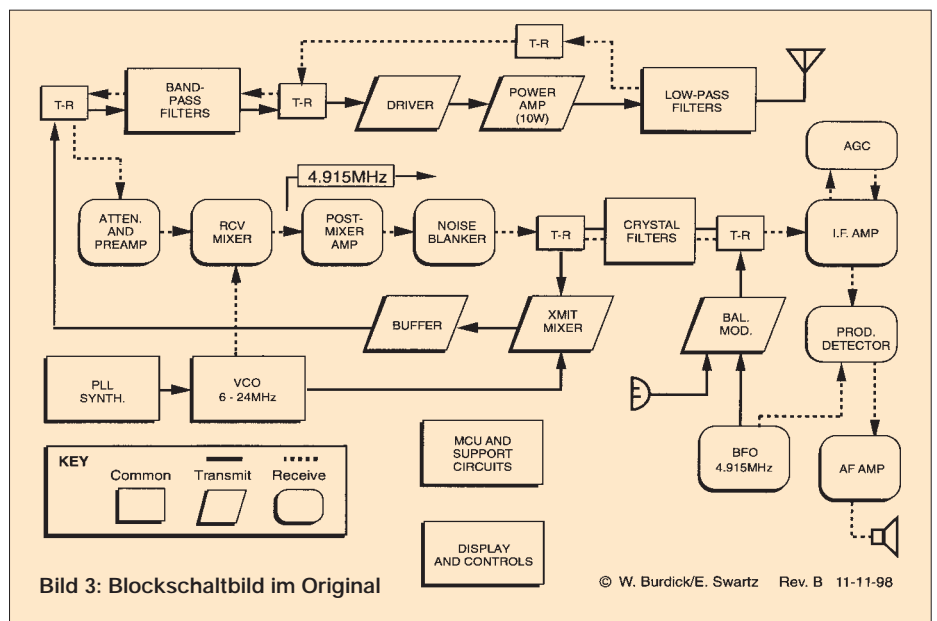 T-R
T-R
BAND-
PASS
FILTERS
T-R
DRIVER
POWER
AMP
(10W)
LOW-PASS
FILTERS
4.915MHz
AGC
ATTEN.
AND
PREAMP
RCV
MIXER
POST-
MIXER
AMP
NOISE
BLANKER
T-R
CRYSTAL
FILTERS
T-R
I.F. AMP
BUFFER
XMIT
MIXER
BAL.
MOD.
PROD.
DETECTOR
PLL
SYNTH.
VCO
6 - 24MHz
MCU AND
SUPPORT
CIRCUITS
BFO
4.915MHz
AF AMP
KEY
Common
Transmit
Receive
DISPLAY
AND CONTROLS
Bild 3: Blockschaltbild im Original
© W. Burdick/E. Swartz Rev. B 11-11-98